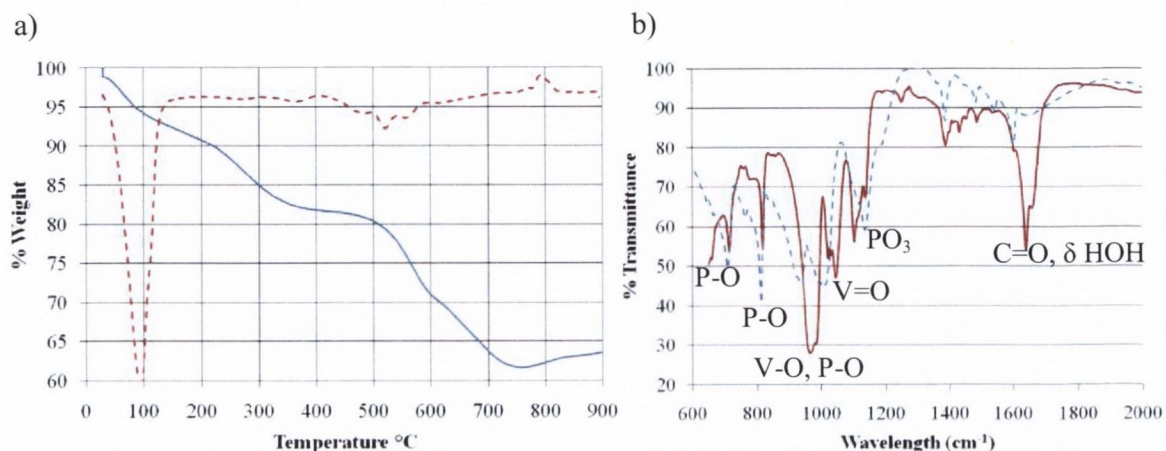 a)
b)
100
95
90
85
80
75
70
65
60
% Weight
0 100 200 300 400 500 600 700 800 900
Temperature °C
100
90
80
70
60
50
40
30
20
% Transmittance
P-O
P-O
V-O, P-O
V=O
PO₃
C=O, δ HOH
600 800 1000 1200 1400 1600 1800 2000
Wavelength (cm⁻¹)